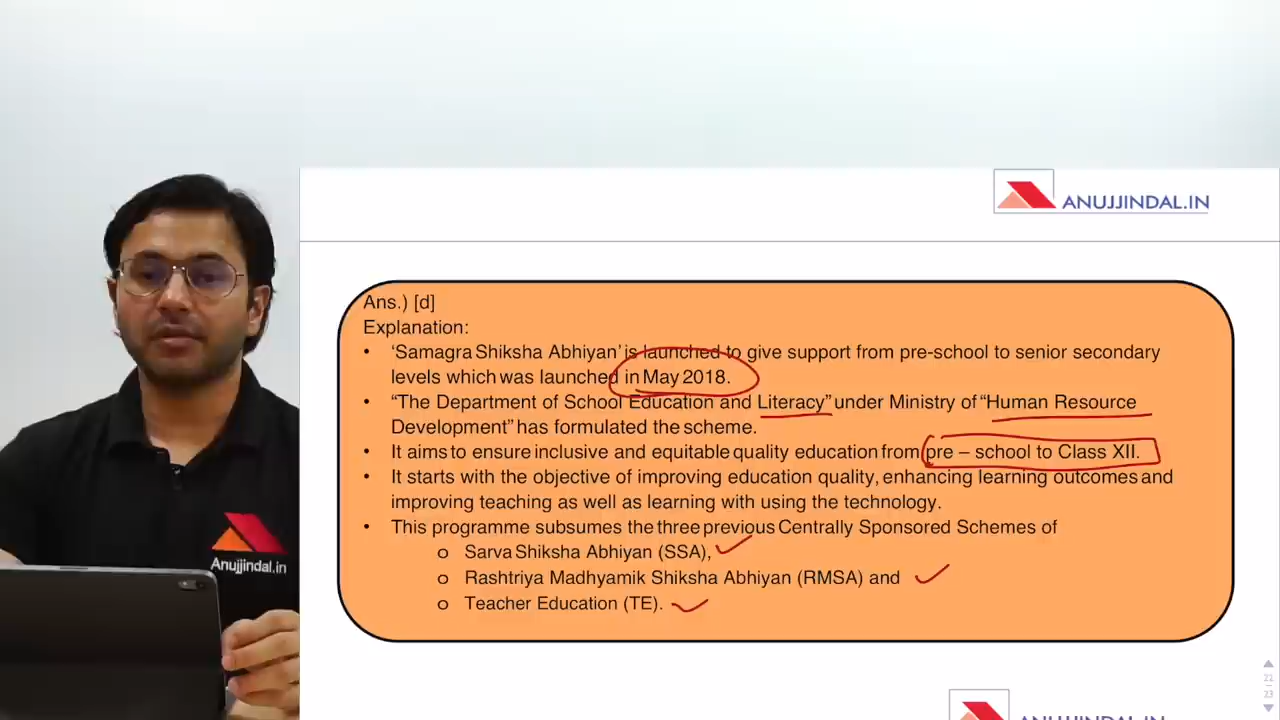 ANUJJINDAL.IN
Ans.) [d]
Explanation:
• ‘Samagra Shiksha Abhiyan’ is launched to give support from pre-school to senior secondary
levels which was launched in May 2018.
• “The Department of School Education and Literacy” under Ministry of “Human Resource
Development” has formulated the scheme.
• It aims to ensure inclusive and equitable quality education from pre – school to Class XII.
• It starts with the objective of improving education quality, enhancing learning outcomes and
improving teaching as well as learning with using the technology.
• This programme subsumes the three previous Centrally Sponsored Schemes of
o Sarva Shiksha Abhiyan (SSA),
o Rashtriya Madhyamik Shiksha Abhiyan (RMSA) and
o Teacher Education (TE).
Anujjindal.in
22
23
ANUJJINDAL.IN